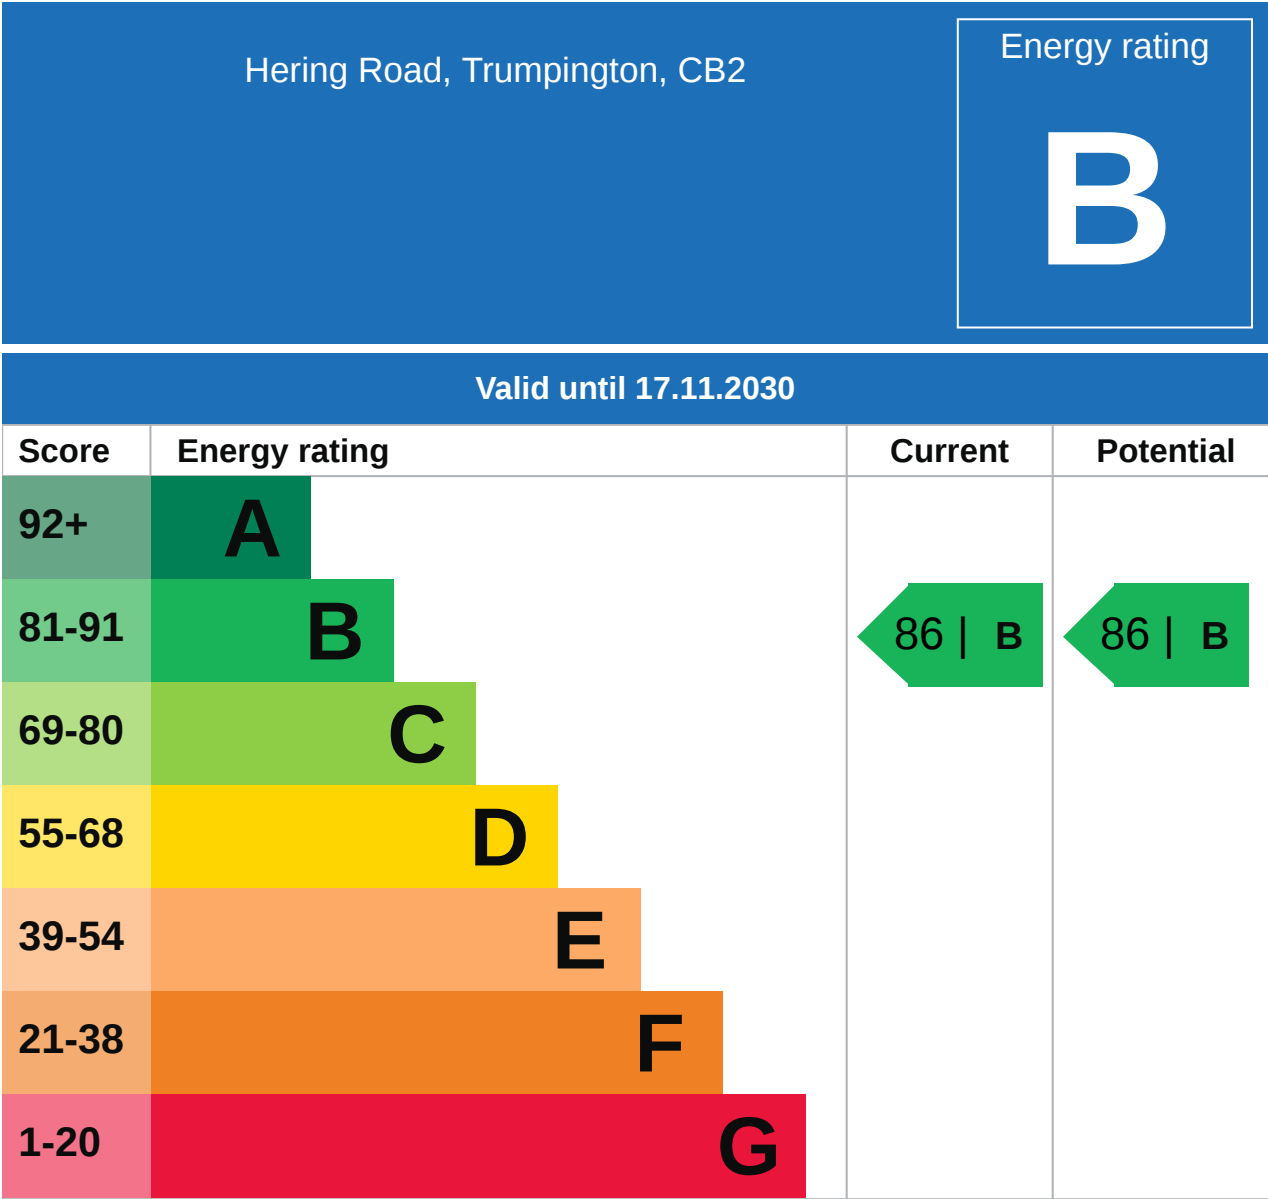 Hering Road, Trumpington, CB2
Energy rating
B
Valid until 17.11.2030
Score Energy rating Current Potential
92+ A
81-91 B 86 | B 86 | B
69-80 C
55-68 D
39-54 E
21-38 F
1-20 G